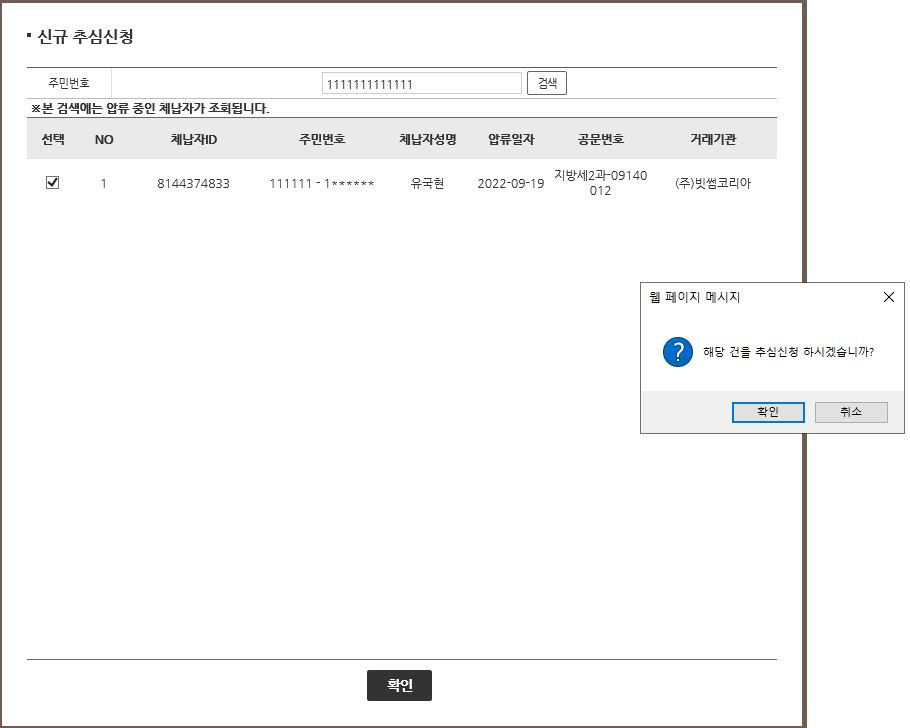 신규 추심신청
주민번호 1111111111111 검색
※본 검색에는 압류 중인 체납자가 조회됩니다.
선택 NO 체납자ID 주민번호 체납자성명 압류일자 공문번호 거래기관
1 8144374833 111111 - 1****** 유국현 2022-09-19 지방세2과-09140
012 (주)빗썸코리아
웹 페이지 메시지
해당 건을 추심신청 하시겠습니까?
확인 취소
확인